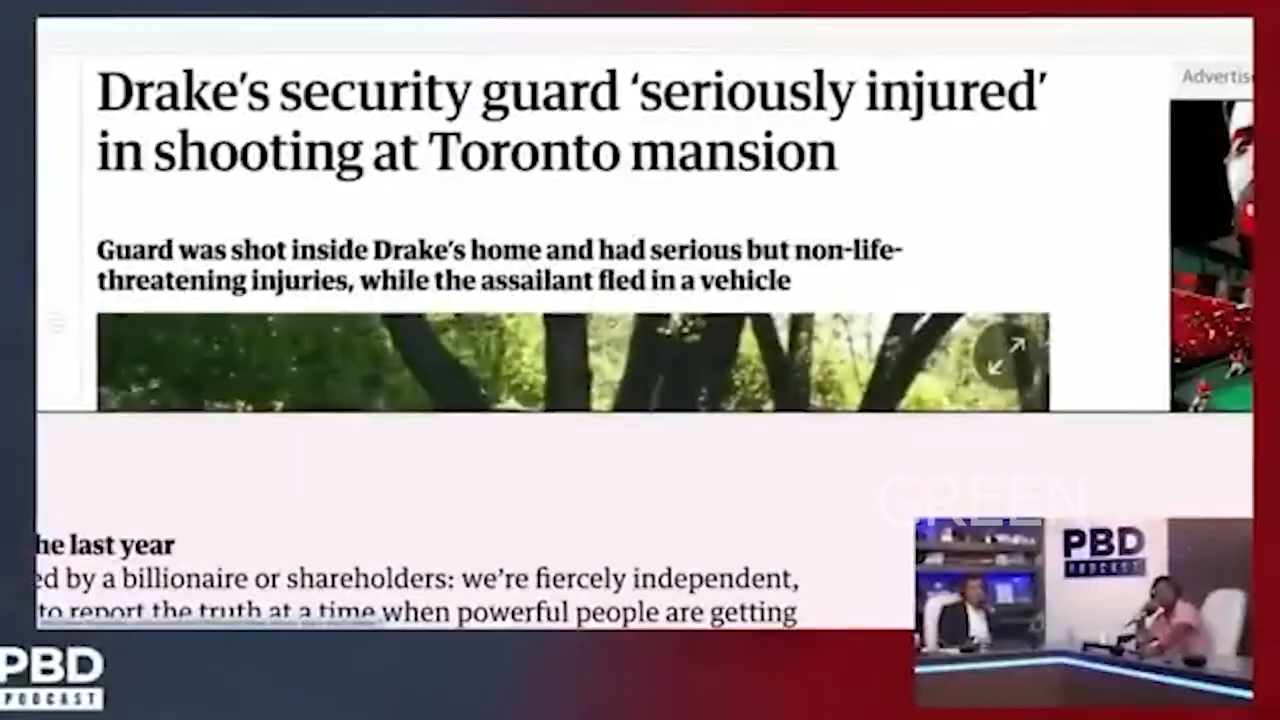 Drake's security guard 'seriously injured'
in shooting at Toronto mansion
Guard was shot inside Drake's home and had serious but non-life-
threatening injuries, while the assailant fled in a vehicle
Advertis
he last year
ed by a billionaire or shareholders: we're fiercely independent,
to report the truth at a time when powerful people are getting
GREEN
PBD
PODCAST
PBD
PODCAST